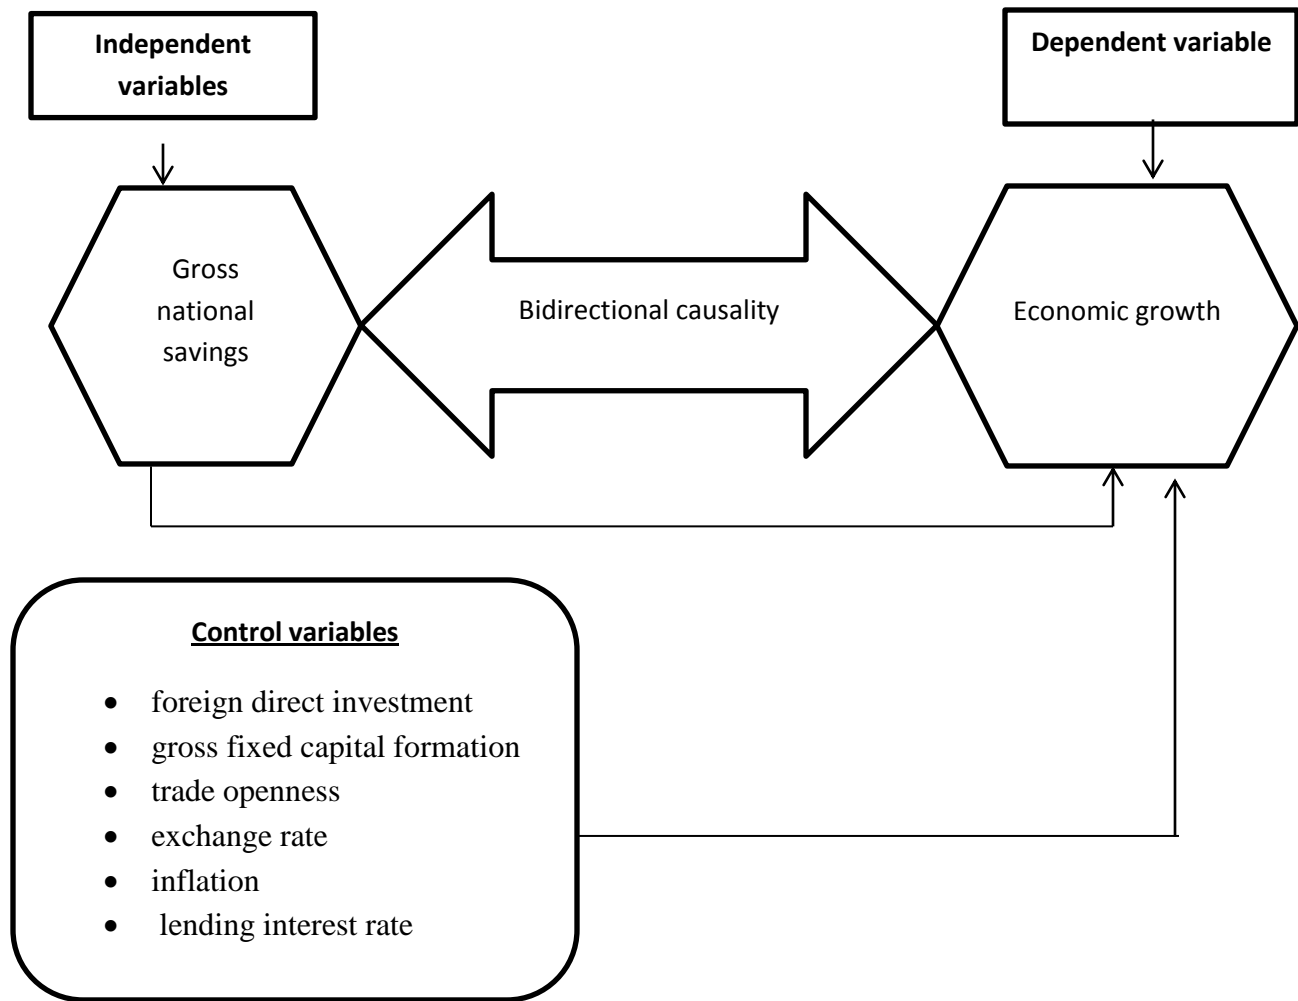 Independent
variables
Dependent variable
Gross
national
savings
Bidirectional causality
Economic growth
Control variables
• foreign direct investment
• gross fixed capital formation
• trade openness
• exchange rate
• inflation
• lending interest rate